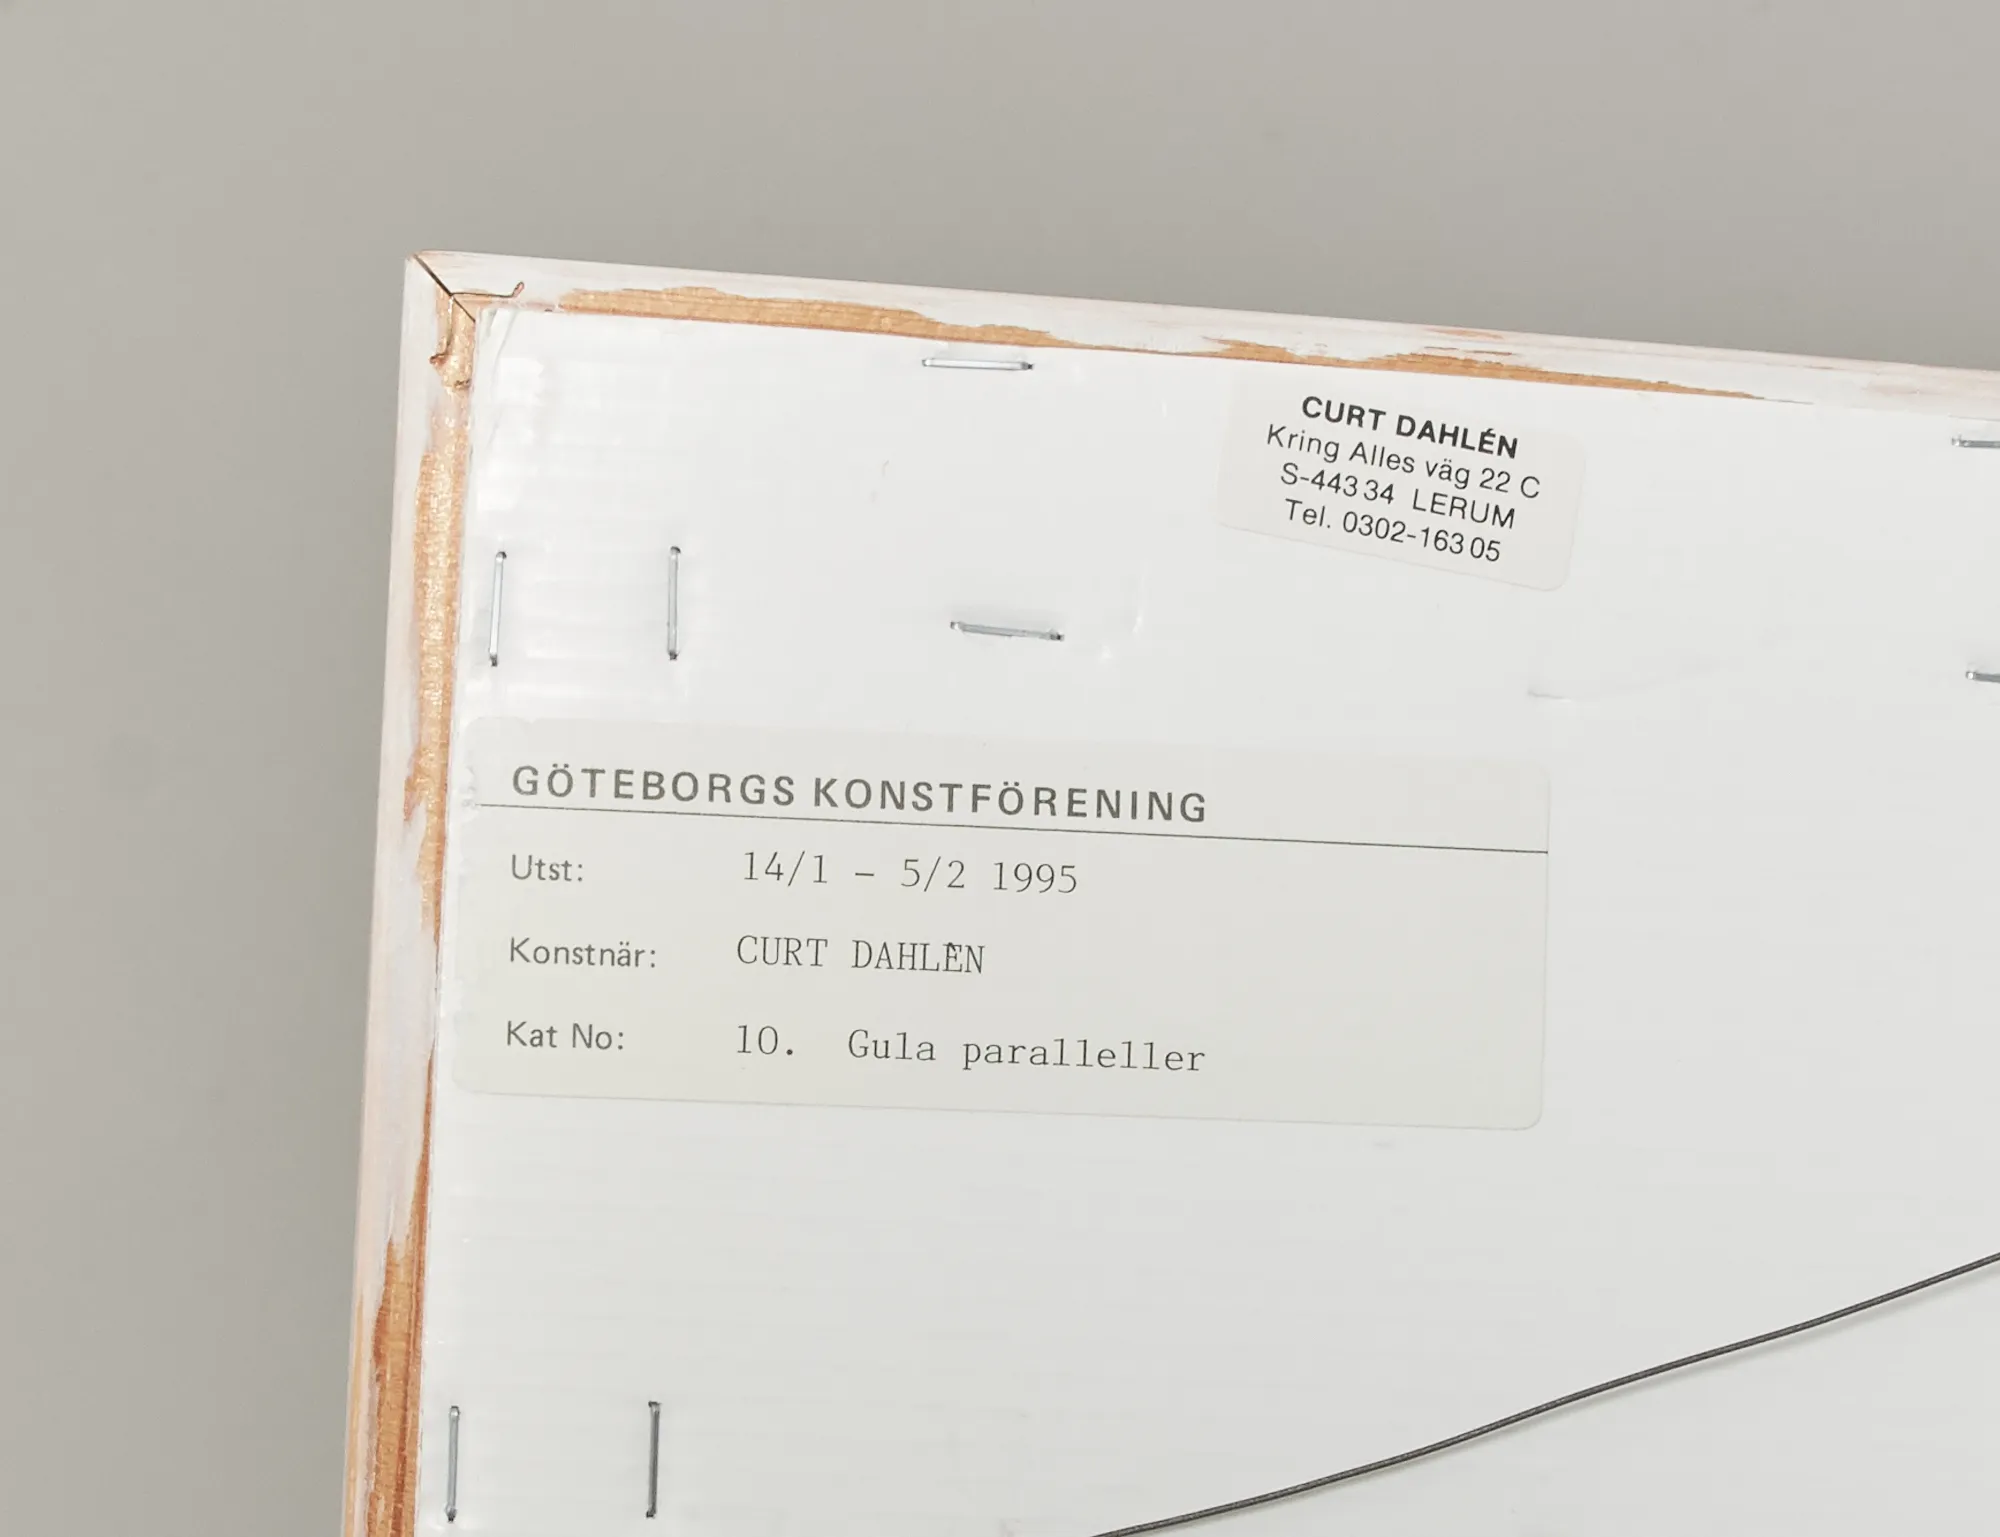 CURT DAHLÉN
Kring Alles väg 22 C
S-443 34 LERUM
Tel. 0302-163 05
GÖTEBORGS KONSTFÖRENING
Utst: 14/1 - 5/2 1995
Konstnär: CURT DAHLÉN
Kat No: 10. Gula paralleller